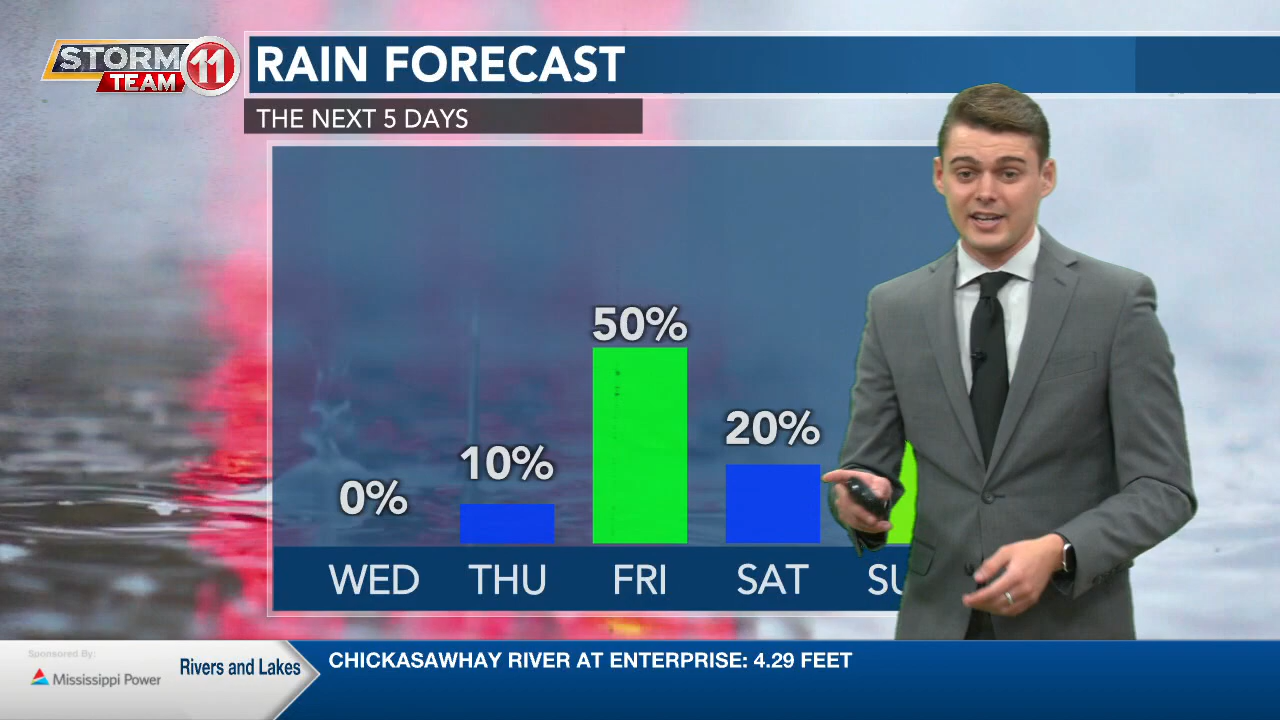 STORM
TEAM 11
RAIN FORECAST
THE NEXT 5 DAYS
50%
20%
10%
0%
WED THU FRI SAT SU
Sponsored By:
Mississippi Power
Rivers and Lakes
CHICKASAWHAY RIVER AT ENTERPRISE: 4.29 FEET